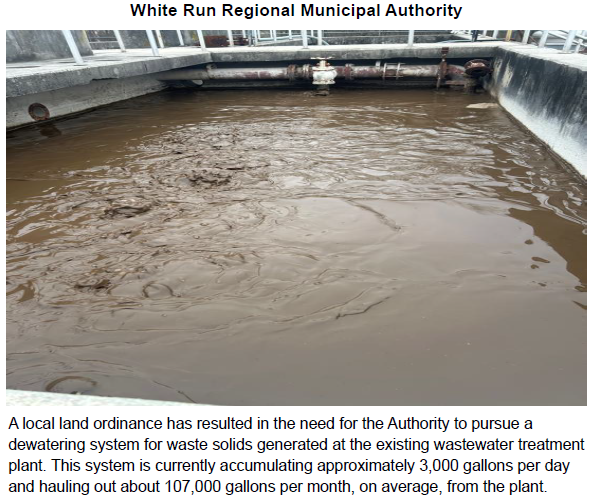 White Run Regional Municipal Authority
A local land ordinance has resulted in the need for the Authority to pursue a
dewatering system for waste solids generated at the existing wastewater treatment
plant. This system is currently accumulating approximately 3,000 gallons per day
and hauling out about 107,000 gallons per month, on average, from the plant.